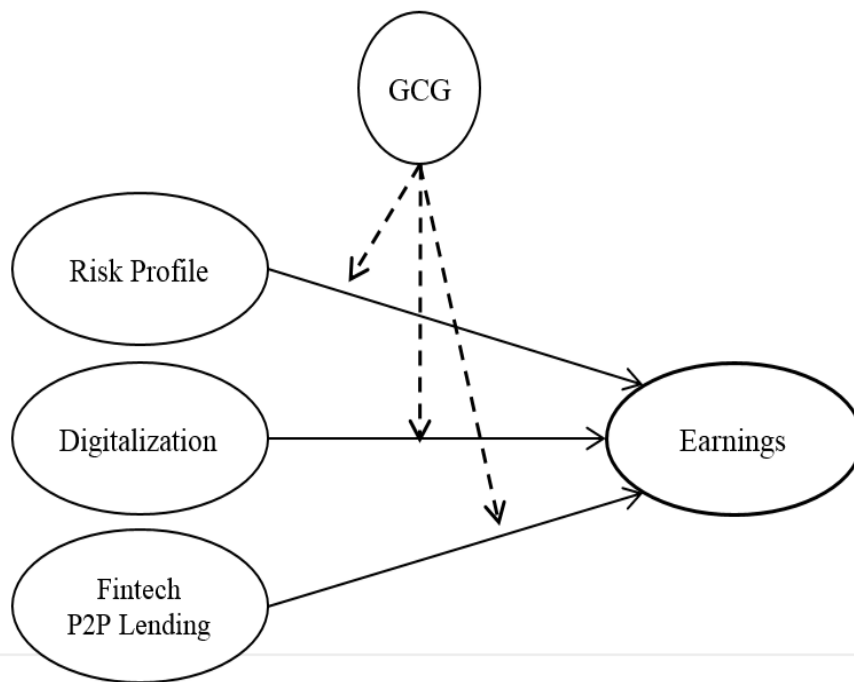 GCG
Risk Profile
Digitalization
Earnings
Fintech
P2P Lending